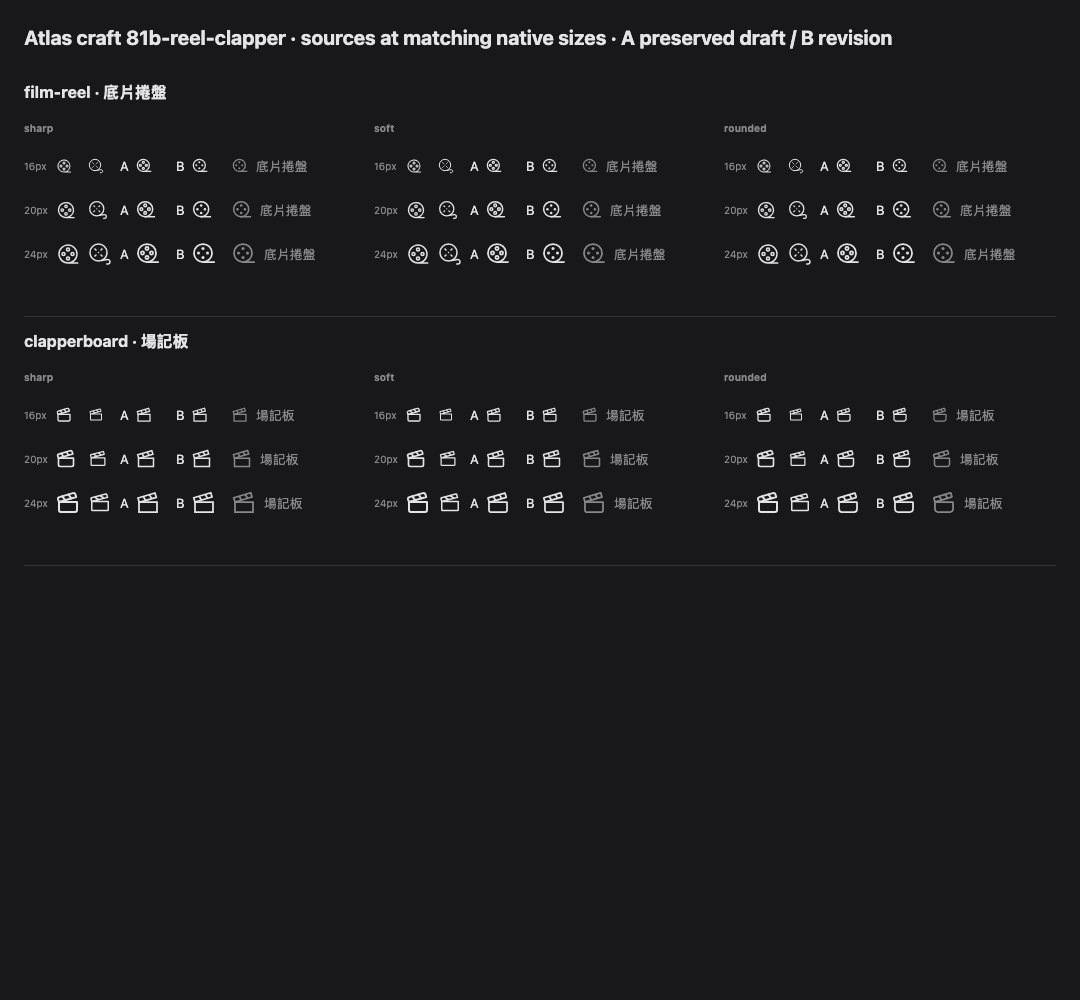 Atlas craft 81b-reel-clapper · sources at matching native sizes · A preserved draft / B revision
film-reel · 底片捲盤
sharp soft rounded
16px A B 底片捲盤 16px A B 底片捲盤 16px A B 底片捲盤
20px A B 底片捲盤 20px A B 底片捲盤 20px A B 底片捲盤
24px A B 底片捲盤 24px A B 底片捲盤 24px A B 底片捲盤
clapperboard · 場記板
sharp soft rounded
16px A B 場記板 16px A B 場記板 16px A B 場記板
20px A B 場記板 20px A B 場記板 20px A B 場記板
24px A B 場記板 24px A B 場記板 24px A B 場記板